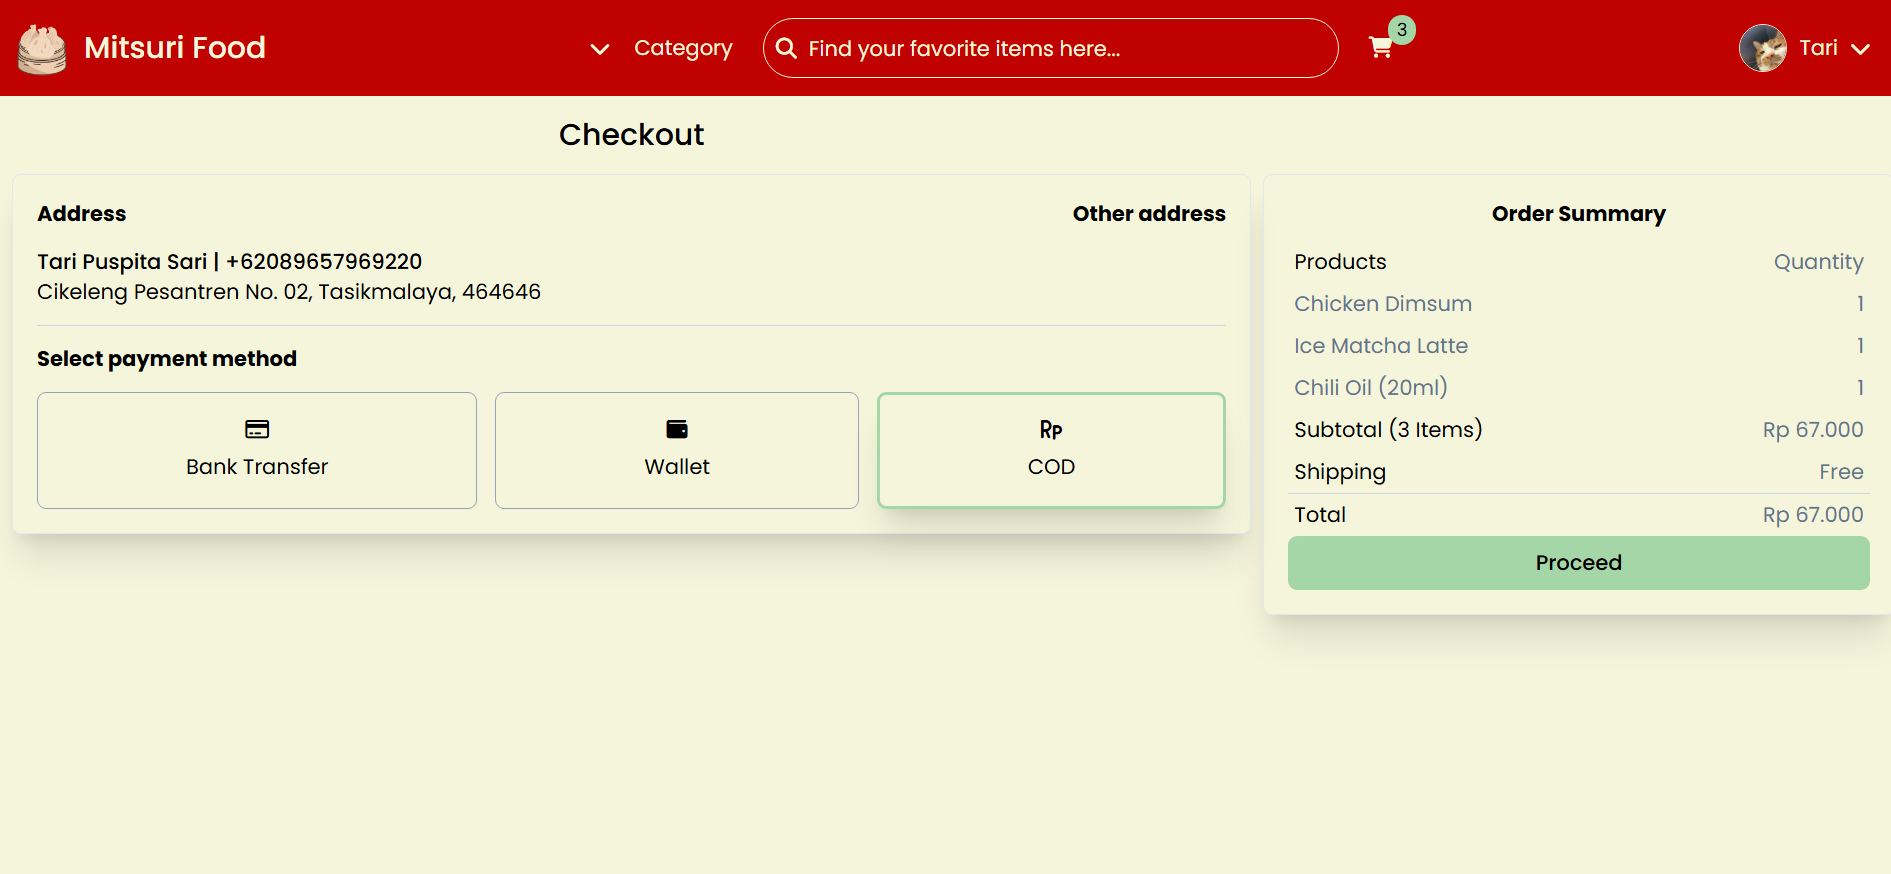 Mitsuri Food
Category
Find your favorite items here...
3
Tari
Checkout
Address
Other address
Tari Puspita Sari | +62089657969220
Cikeleng Pesantren No. 02, Tasikmalaya, 464646
Select payment method
Bank Transfer
Wallet
Rp
COD
Order Summary
Products Quantity
Chicken Dimsum 1
Ice Matcha Latte 1
Chili Oil (20ml) 1
Subtotal (3 Items) Rp 67.000
Shipping Free
Total Rp 67.000
Proceed